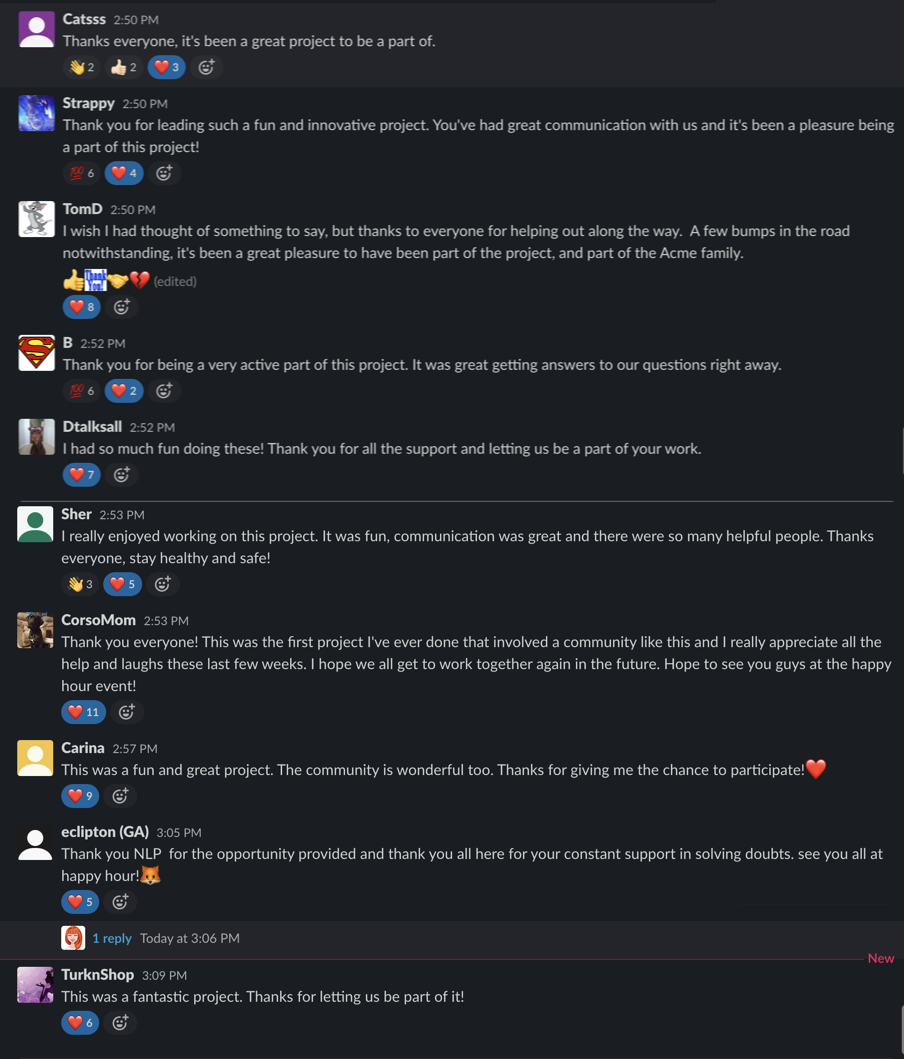 Catsss 2:50 PM
Thanks everyone, it's been a great project to be a part of.
👋 2 👍🏻 2 ❤️ 3
Strappy 2:50 PM
Thank you for leading such a fun and innovative project. You've had great communication with us and it's been a pleasure being
a part of this project!
💯 6 ❤️ 4
TomD 2:50 PM
I wish I had thought of something to say, but thanks to everyone for helping out along the way.  A few bumps in the road
notwithstanding, it's been a great pleasure to have been part of the project, and part of the Acme family.
👍 Thank You! 🤝 💔 (edited)
❤️ 8
B 2:52 PM
Thank you for being a very active part of this project. It was great getting answers to our questions right away.
💯 6 ❤️ 2
Dtalksall 2:52 PM
I had so much fun doing these! Thank you for all the support and letting us be a part of your work.
❤️ 7
Sher 2:53 PM
I really enjoyed working on this project. It was fun, communication was great and there were so many helpful people. Thanks
everyone, stay healthy and safe!
👋 3 ❤️ 5
CorsoMom 2:53 PM
Thank you everyone! This was the first project I've ever done that involved a community like this and I really appreciate all the
help and laughs these last few weeks. I hope we all get to work together again in the future. Hope to see you guys at the happy
hour event!
❤️ 11
Carina 2:57 PM
This was a fun and great project. The community is wonderful too. Thanks for giving me the chance to participate!❤️
❤️ 9
eclipton (GA) 3:05 PM
Thank you NLP  for the opportunity provided and thank you all here for your constant support in solving doubts. see you all at
happy hour!🦊
❤️ 5
1 reply Today at 3:06 PM
New
TurknShop 3:09 PM
This was a fantastic project. Thanks for letting us be part of it!
❤️ 6